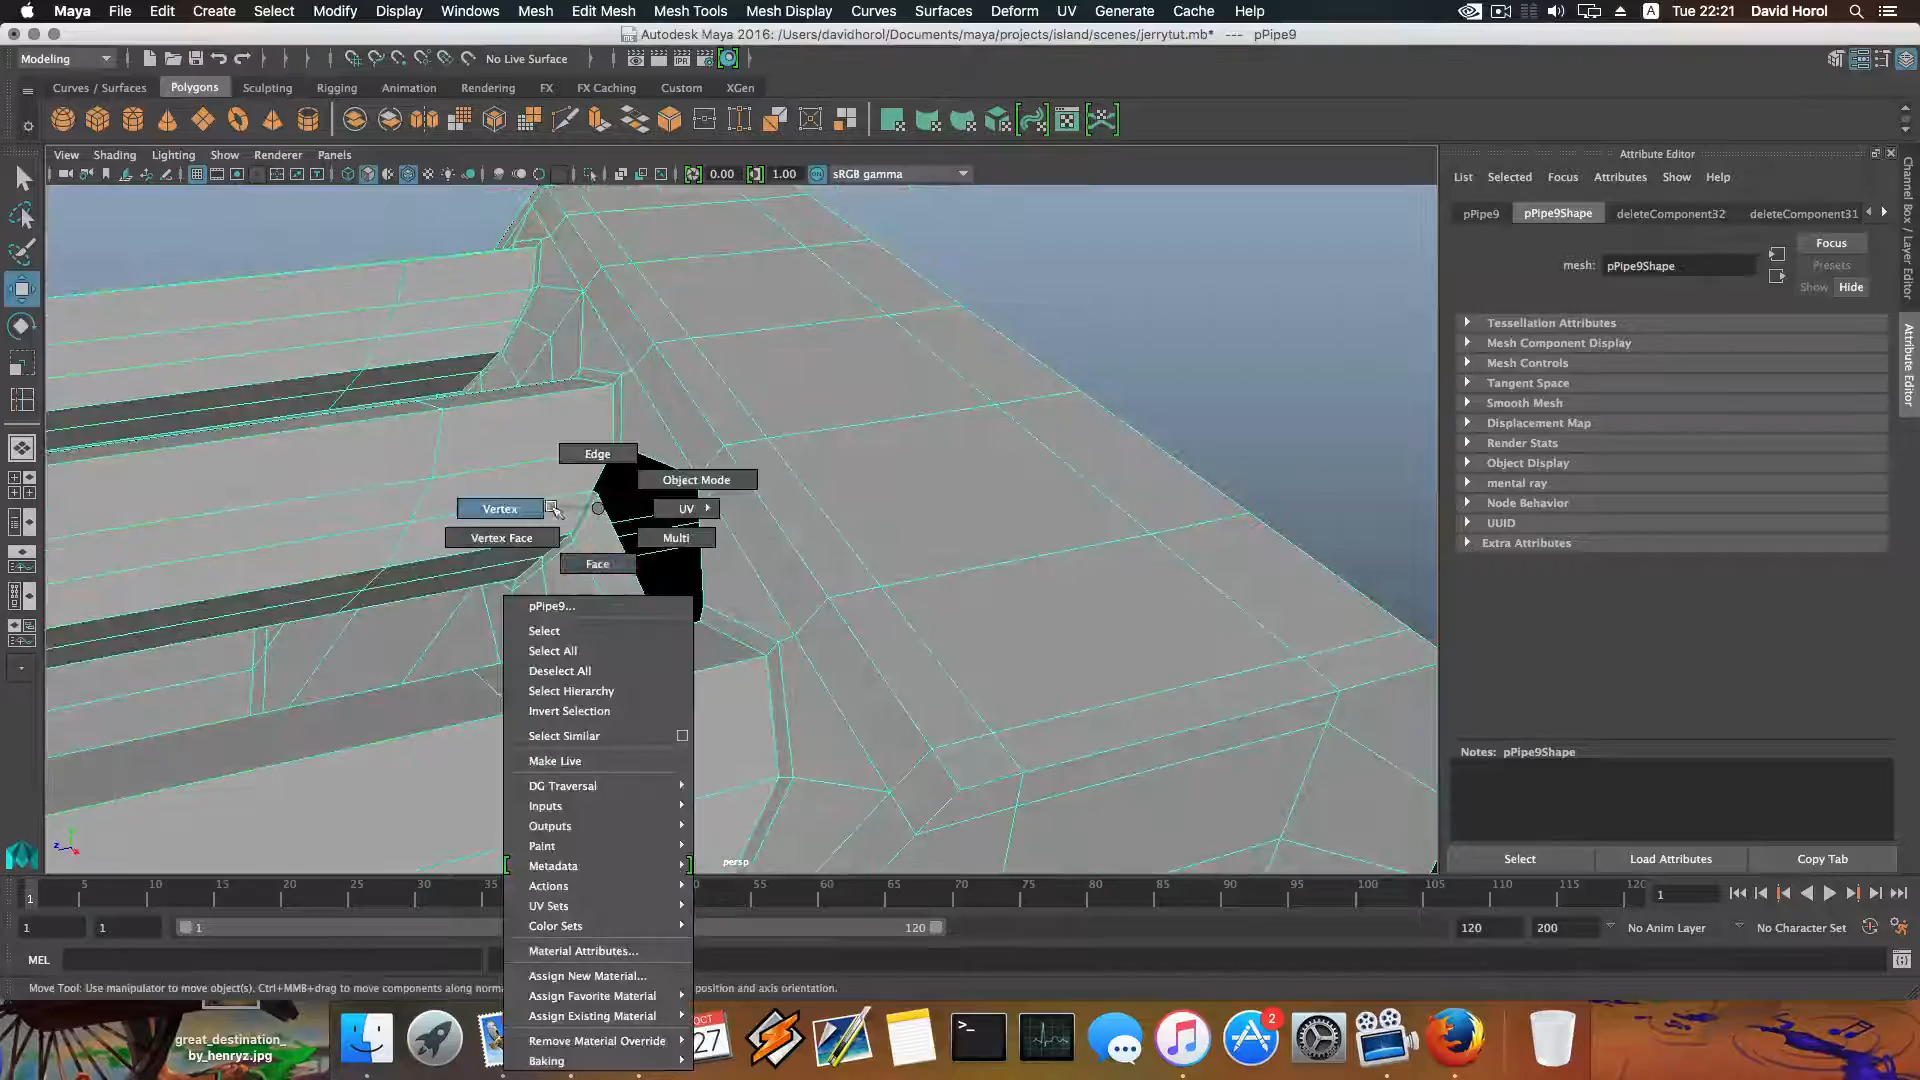 Maya File Edit Create Select Modify Display Windows Mesh Edit Mesh Mesh Tools Mesh Display Curves Surfaces Deform UV Generate Cache Help A Tue 22:21 David Horol
Autodesk Maya 2016: /Users/davidhorol/Documents/maya/projects/island/scenes/jerrytut.mb* --- pPipe9
Modeling No Live Surface IPR
Curves / Surfaces Polygons Sculpting Rigging Animation Rendering FX FX Caching Custom XGen
View Shading Lighting Show Renderer Panels
0.00 1.00 sRGB gamma
Attribute Editor
List Selected Focus Attributes Show Help
pPipe9 pPipe9Shape deleteComponent32 deleteComponent31
Focus
mesh: pPipe9Shape Presets
Show Hide
Tessellation Attributes
Mesh Component Display
Mesh Controls
Tangent Space
Smooth Mesh
Displacement Map
Render Stats
Object Display
mental ray
Node Behavior
UUID
Extra Attributes
Notes: pPipe9Shape
Select Load Attributes Copy Tab
Channel Box / Layer Editor
Attribute Editor
Edge
Object Mode
Vertex UV
Vertex Face Multi
Face
pPipe9...
Select
Select All
Deselect All
Select Hierarchy
Invert Selection
Select Similar
Make Live
DG Traversal
Inputs
Outputs
Paint
Metadata
Actions
UV Sets
Color Sets
Material Attributes...
Assign New Material...
Assign Favorite Material
Assign Existing Material
Remove Material Override
Baking
persp
z
1 5 10 15 20 25 30 35 55 60 65 70 75 80 85 90 95 100 105 110 115 120 1
1 1 1 120 120 200 No Anim Layer No Character Set
MEL
Move Tool: Use manipulator to move object(s). Ctrl+MMB+drag to move components along norm position and axis orientation.
great_destination_
by_henryz.jpg
OCT
27
2